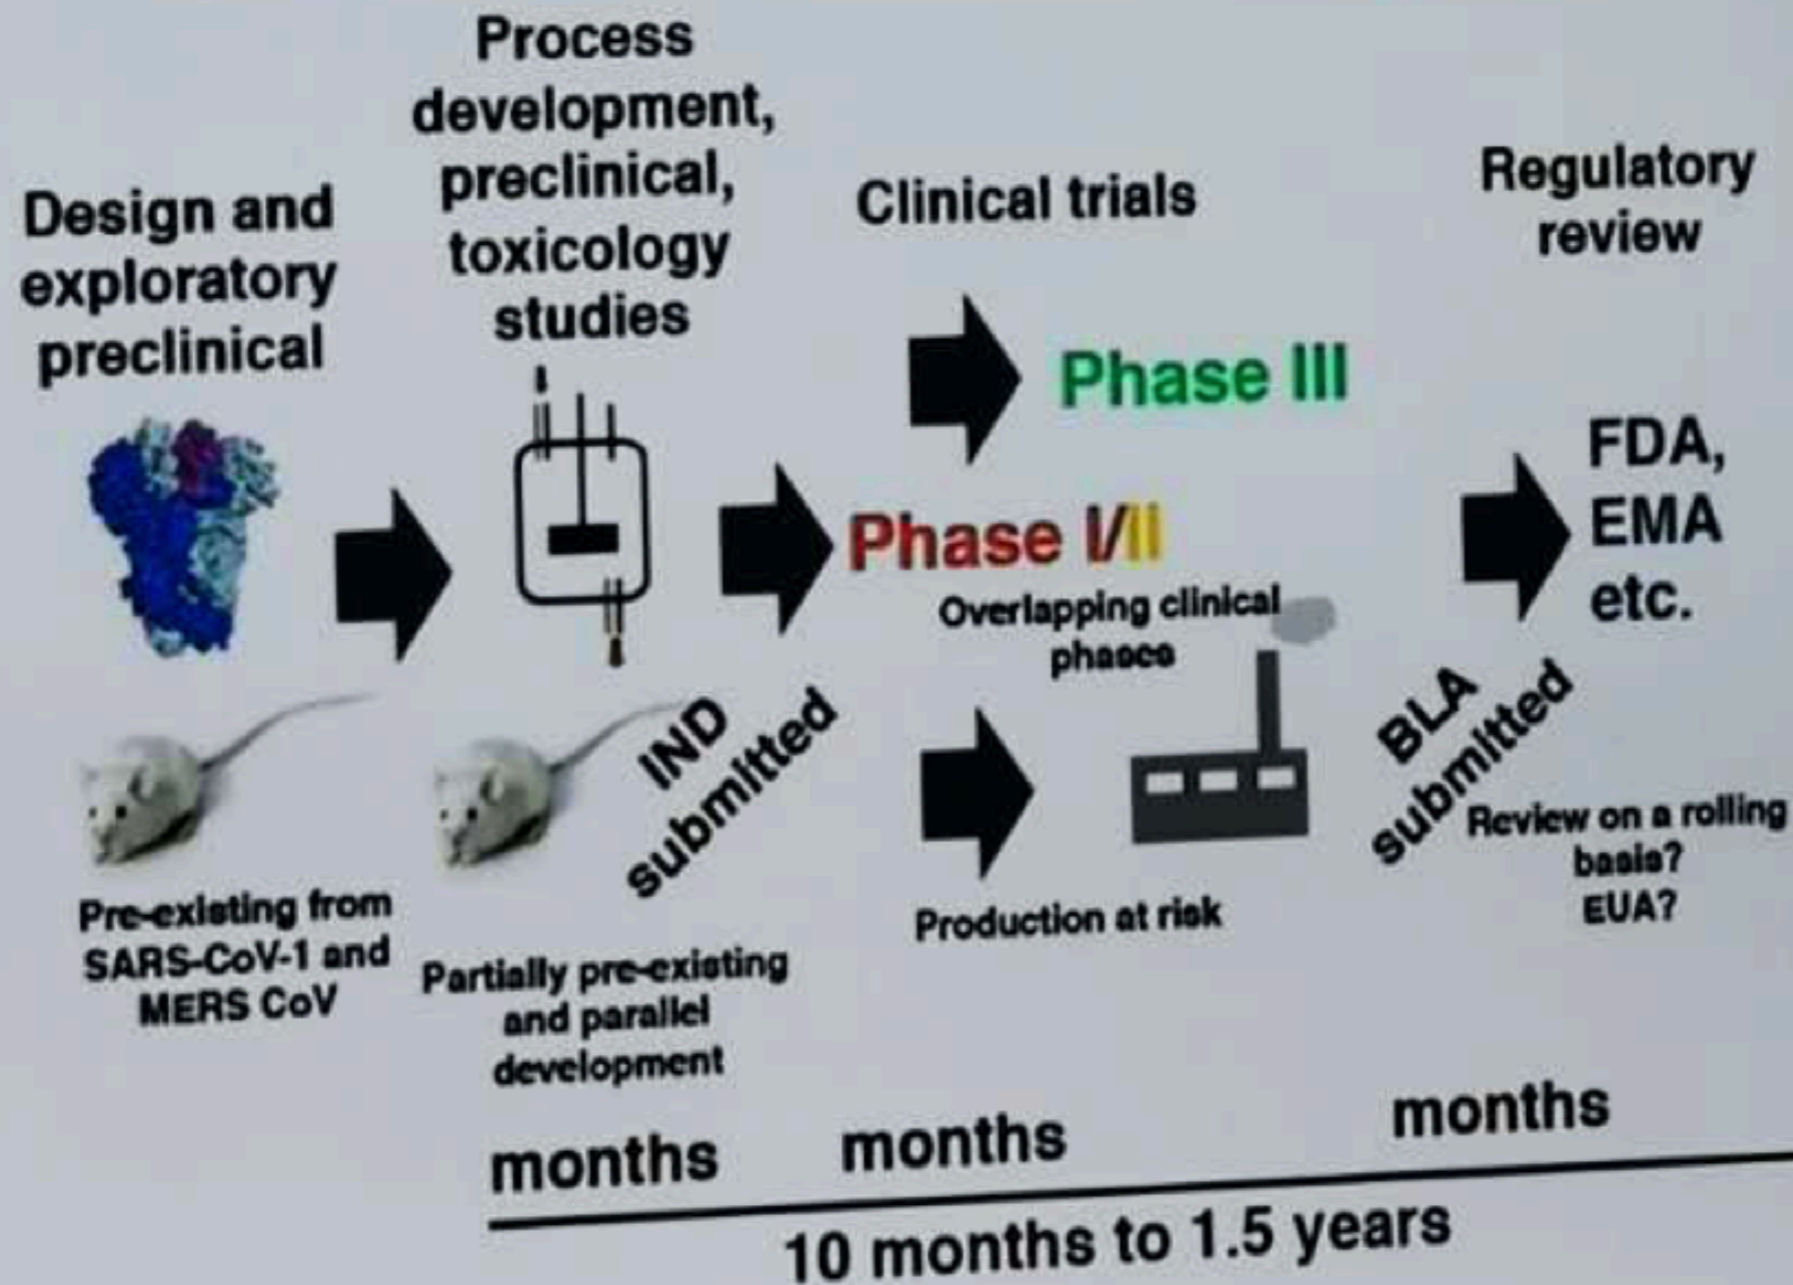 Design and
exploratory
preclinical
Process
development,
preclinical,
toxicology
studies
Clinical trials
Regulatory
review
Phase III
Phase I/II
Overlapping clinical
phases
FDA,
EMA
etc.
IND
submitted
BLA
submitted
Pre-existing from
SARS-CoV-1 and
MERS CoV
Partially pre-existing
and parallel
development
Production at risk
Review on a rolling
basis?
EUA?
months
months
months
10 months to 1.5 years